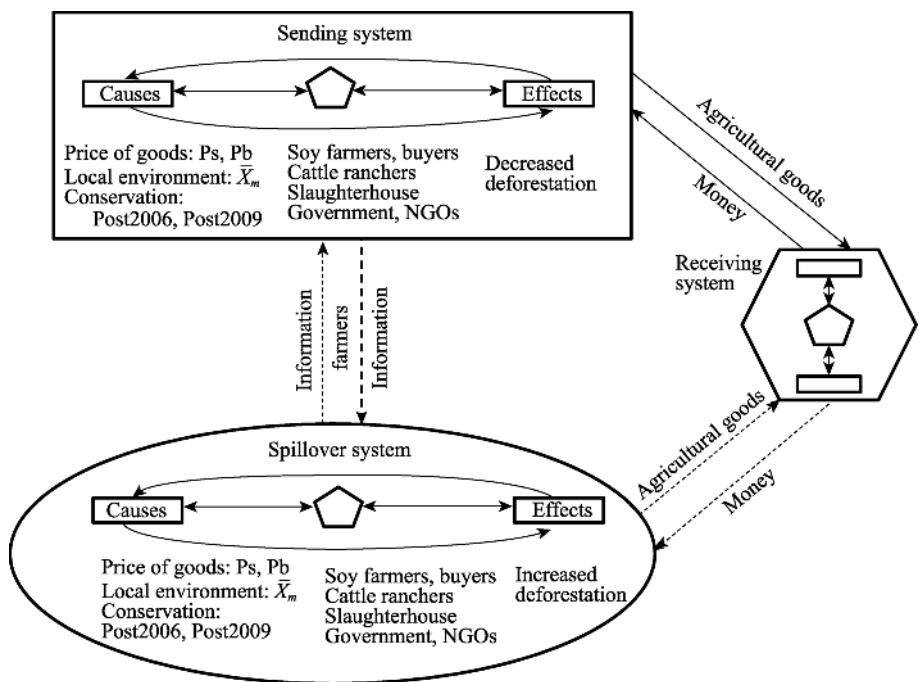 Sending system
Causes
Effects
Price of goods: Ps, Pb
Local environment: X̄ₘ
Conservation:
Post2006, Post2009
Soy farmers, buyers
Cattle ranchers
Slaughterhouse
Government, NGOs
Decreased
deforestation
Agricultural goods
Money
Receiving
system
Information
farmers
Information
Agricultural goods
Money
Spillover system
Causes
Effects
Price of goods: Ps, Pb
Local environment: X̄ₘ
Conservation:
Post2006, Post2009
Soy farmers, buyers
Cattle ranchers
Slaughterhouse
Government, NGOs
Increased
deforestation